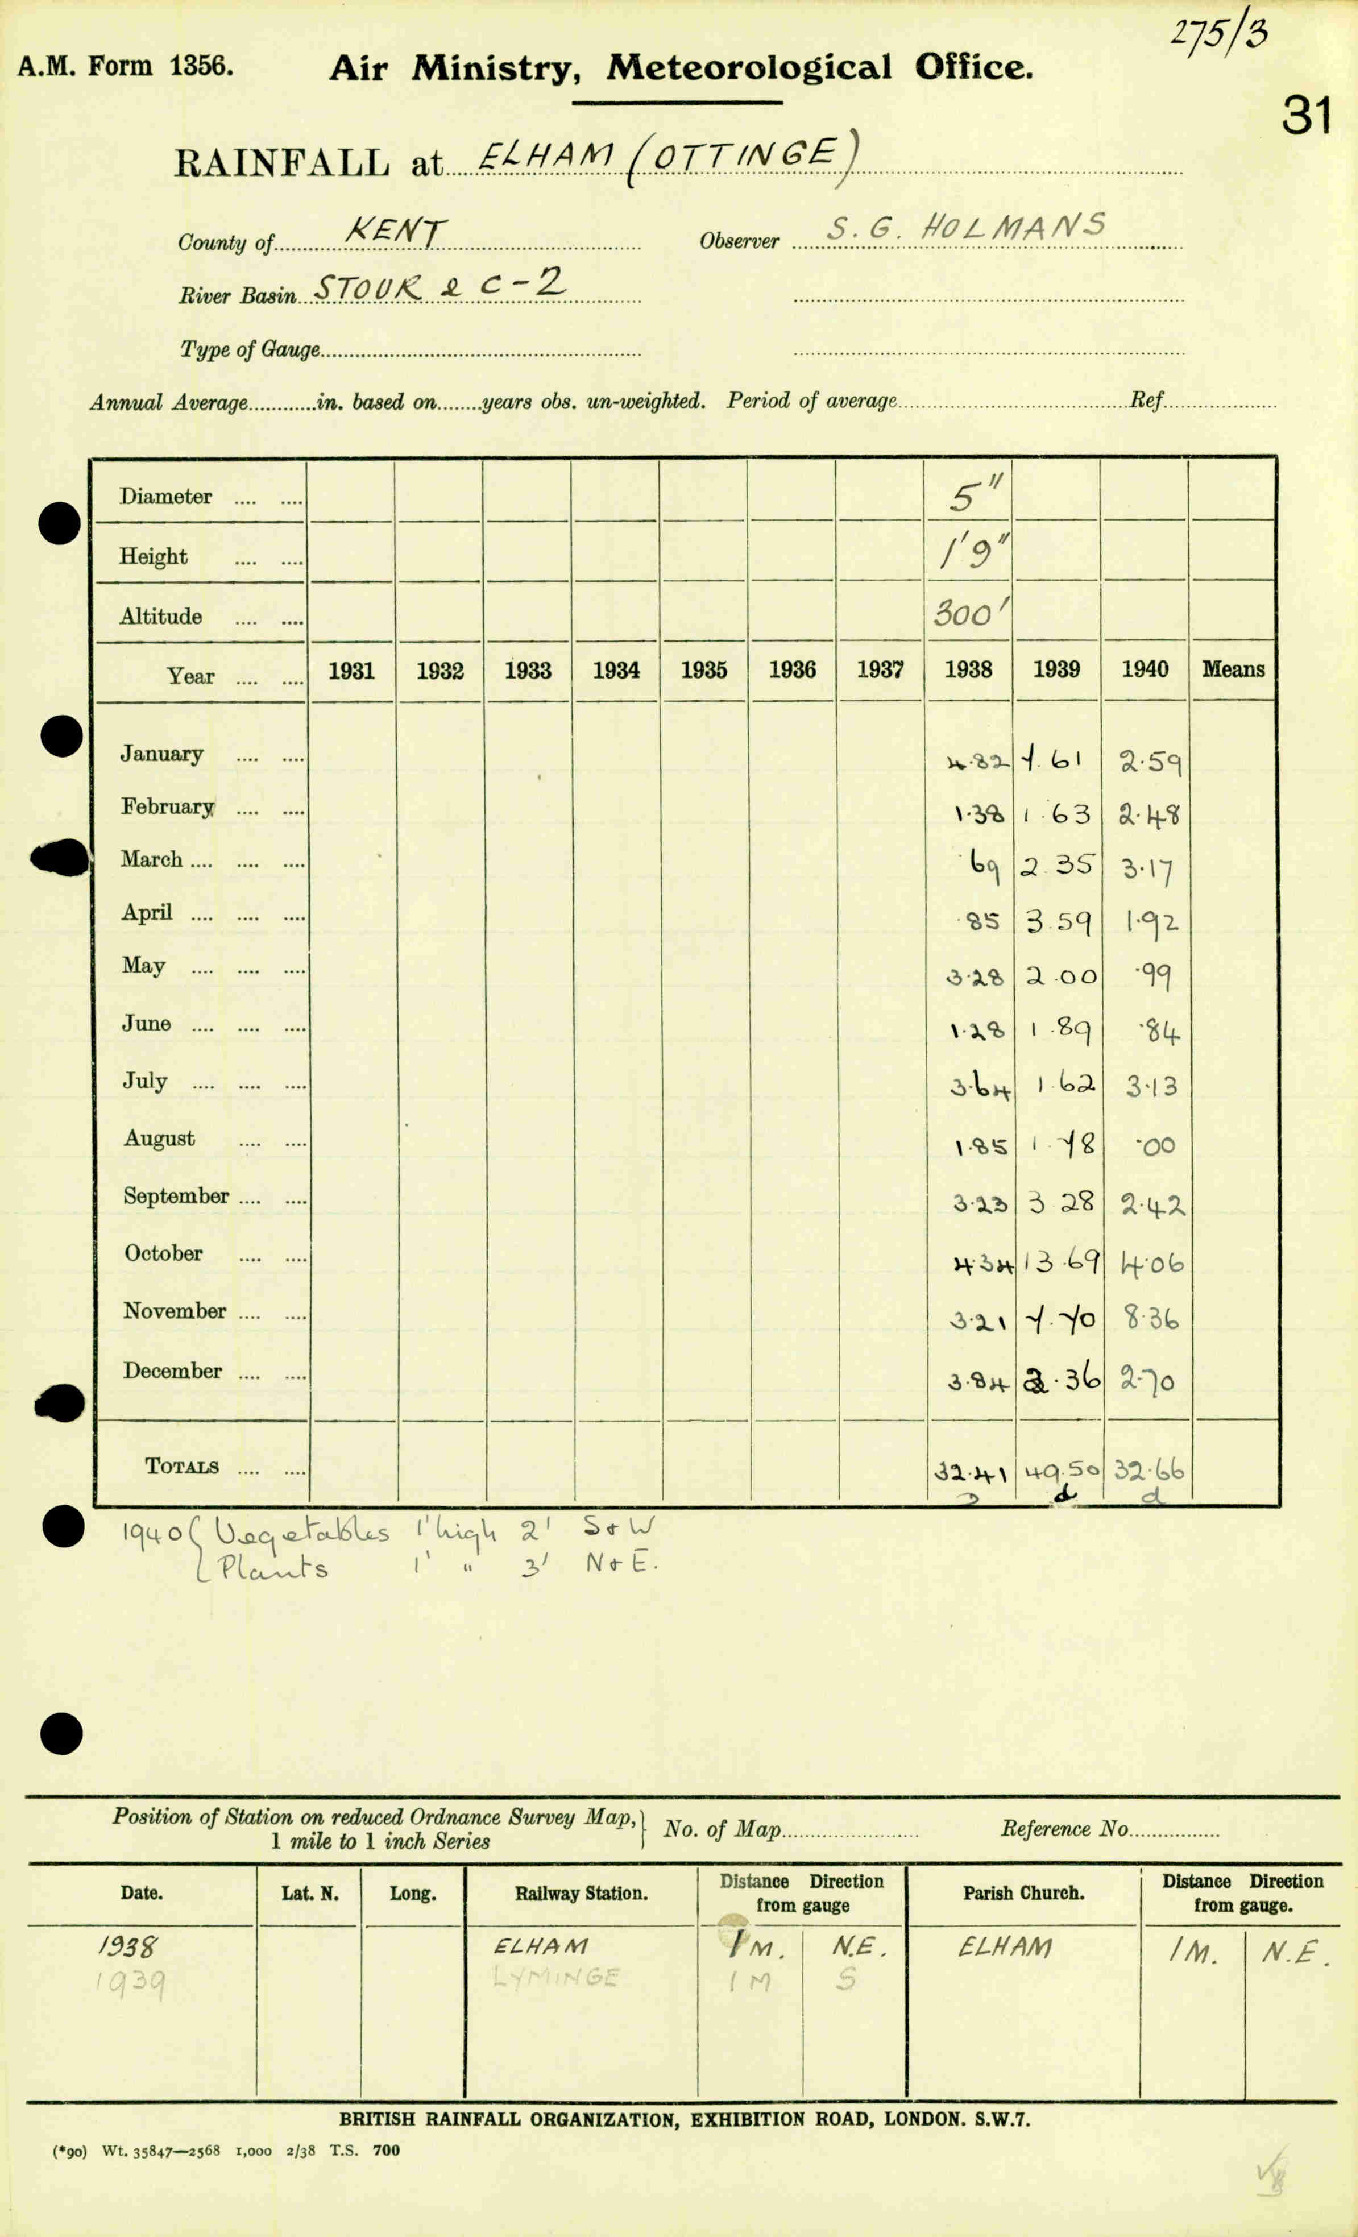 275/3
A.M. Form 1356. Air Ministry, Meteorological Office.
31
RAINFALL at ELHAM (OTTINGE)
County of KENT Observer S. G. HOLMANS
River Basin STOUR & C-2
Type of Gauge
Annual Average in. based on years obs. un-weighted. Period of average Ref.
Diameter 5"
Height 1'9"
Altitude 300'
Year 1931 1932 1933 1934 1935 1936 1937 1938 1939 1940 Means
January 4.82 7.61 2.59
February 1.38 1.63 2.48
March .69 2.35 3.17
April .85 3.59 1.92
May 3.28 2.00 .99
June 1.28 1.89 .84
July 3.64 1.62 3.13
August 1.85 1.78 .00
September 3.23 3.28 2.42
October 4.34 13.69 4.06
November 3.21 7.70 8.36
December 3.84 2.36 2.70
TOTALS 32.41 49.50 32.66
d d
1940 { Vegetables 1' high 2' S & W
Plants 1' " 3' N & E.
Position of Station on reduced Ordnance Survey Map, } No. of Map Reference No.
1 mile to 1 inch Series
Date. Lat. N. Long. Railway Station. Distance Direction from gauge Parish Church. Distance Direction from gauge.
1938 ELHAM 1 M. N.E. ELHAM 1 M. N.E.
1939 LYMINGE 1 M S
BRITISH RAINFALL ORGANIZATION, EXHIBITION ROAD, LONDON. S.W.7.
(*90) Wt. 35847—2568 1,000 2/38 T.S. 700